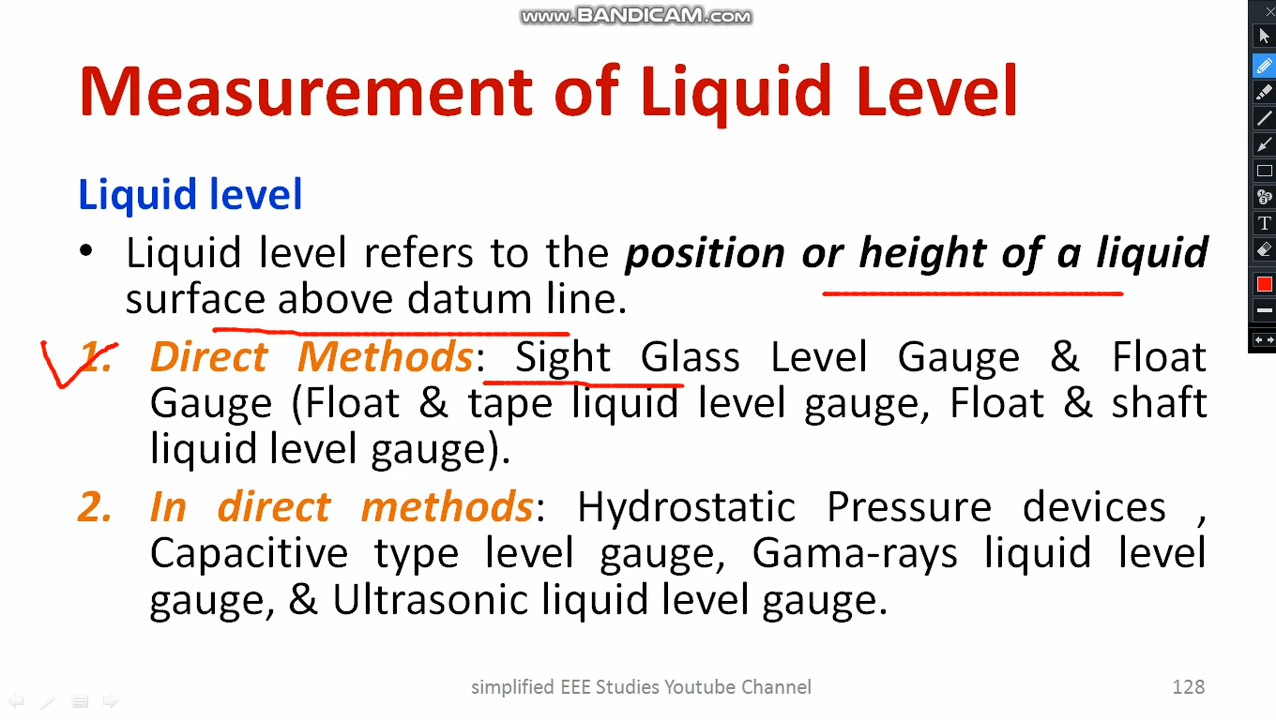 www.BANDICAM.com
Measurement of Liquid Level
Liquid level
• Liquid level refers to the position or height of a liquid
surface above datum line.
1. Direct Methods: Sight Glass Level Gauge & Float
Gauge (Float & tape liquid level gauge, Float & shaft
liquid level gauge).
2. In direct methods: Hydrostatic Pressure devices ,
Capacitive type level gauge, Gama-rays liquid level
gauge, & Ultrasonic liquid level gauge.
simplified EEE Studies Youtube Channel
128